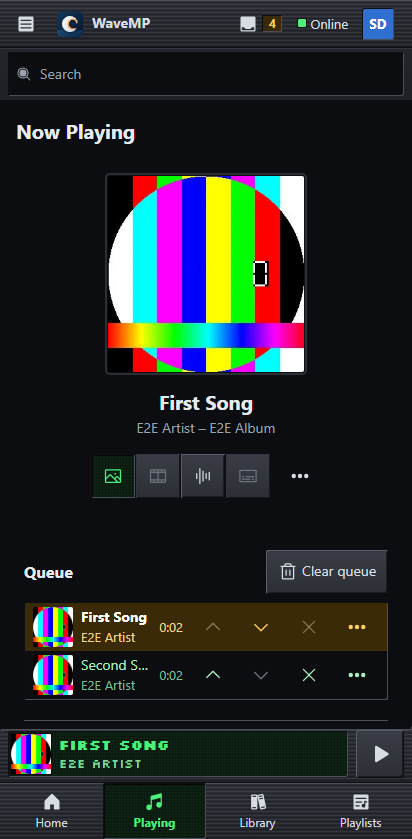 WaveMP
4
Online
SD
Search
Now Playing
First Song
E2E Artist – E2E Album
Queue
Clear queue
First Song
E2E Artist
0:02
Second S...
E2E Artist
0:02
FIRST SONG
E2E ARTIST
Home
Playing
Library
Playlists